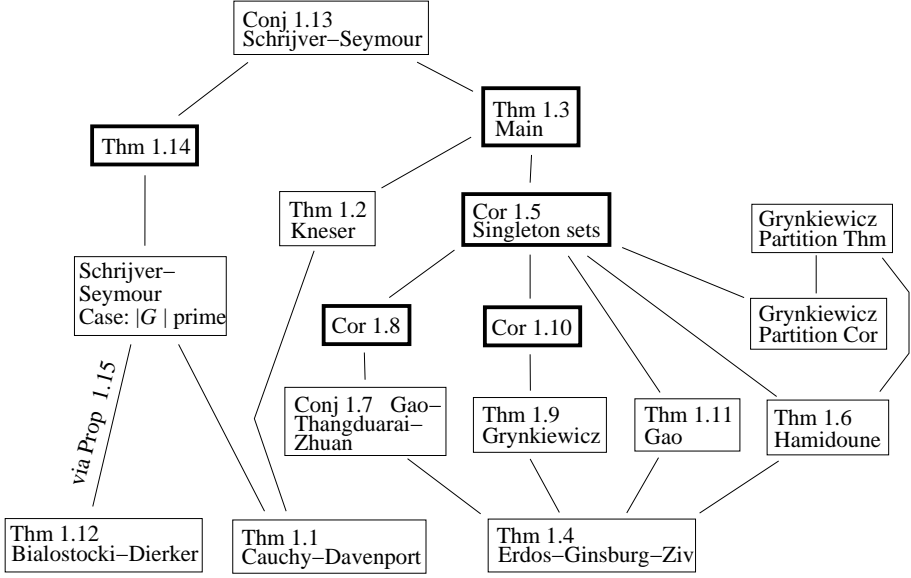 Conj 1.13
Schrijver−Seymour
Thm 1.3
Main
Thm 1.14
Thm 1.2
Kneser
Cor 1.5
Singleton sets
Grynkiewicz
Partition Thm
Schrijver−
Seymour
Case: |G | prime
Cor 1.8
Cor 1.10
Grynkiewicz
Partition Cor
via Prop 1.15
Conj 1.7 Gao−
Thangduarai−
Zhuan
Thm 1.9
Grynkiewicz
Thm 1.11
Gao
Thm 1.6
Hamidoune
Thm 1.12
Bialostocki−Dierker
Thm 1.1
Cauchy−Davenport
Thm 1.4
Erdos−Ginsburg−Ziv